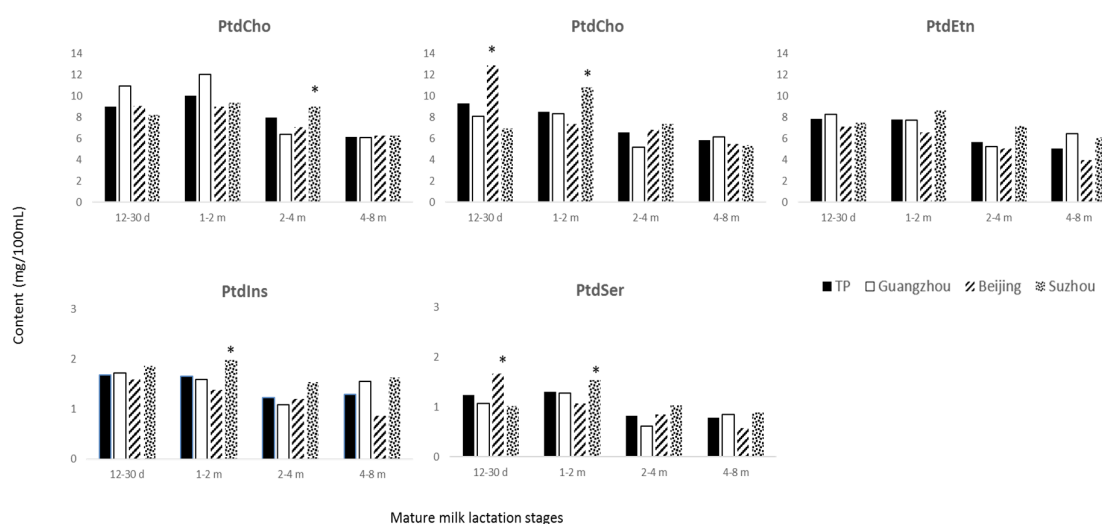 PtdCho
14
12
10
8
6
4
2
0
*
12-30 d 1-2 m 2-4 m 4-8 m
PtdCho
14
12
10
8
6
4
2
0
*
*
12-30 d 1-2 m 2-4 m 4-8 m
PtdEtn
14
12
10
8
6
4
2
0
12-30 d 1-2 m 2-4 m 4-8 m
Content (mg/100mL)
PtdIns
3
2
1
0
*
12-30 d 1-2 m 2-4 m 4-8 m
PtdSer
3
2
1
0
*
*
12-30 d 1-2 m 2-4 m 4-8 m
TP Guangzhou Beijing Suzhou
Mature milk lactation stages